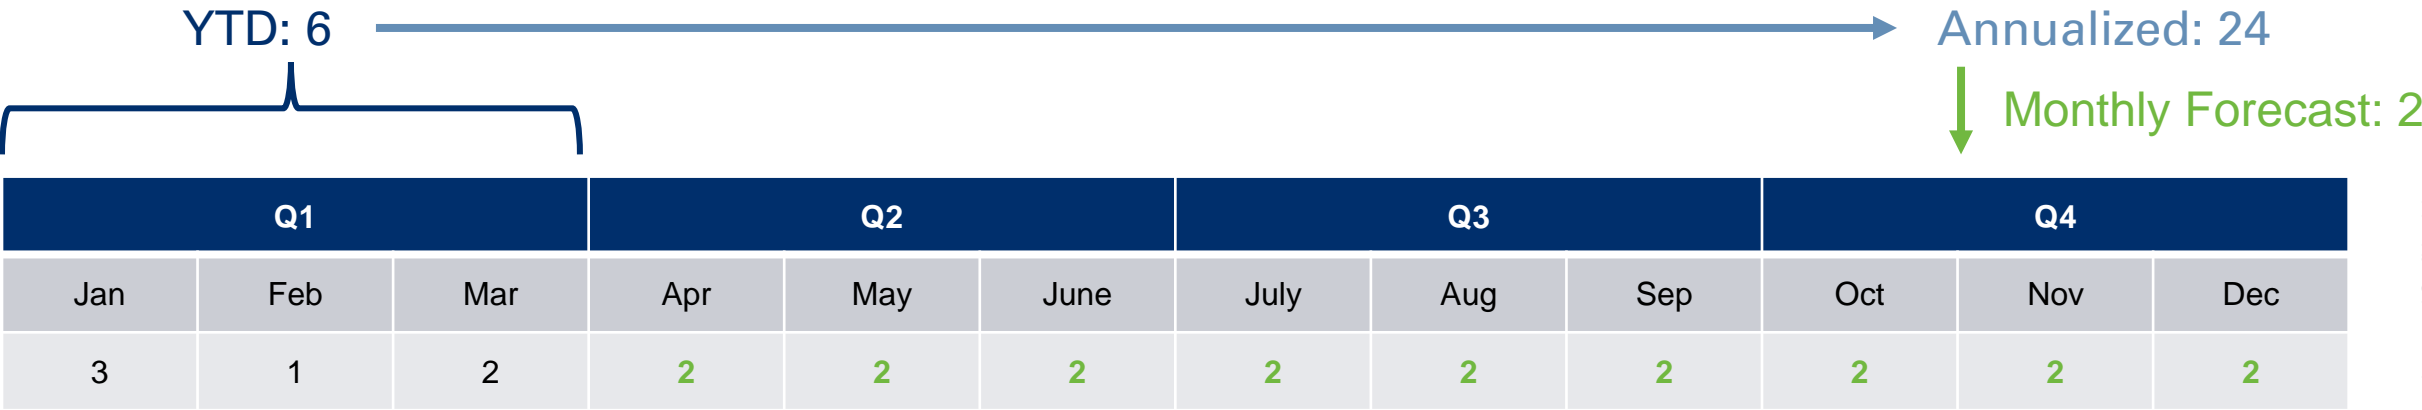 YTD: 6 Annualized: 24
Monthly Forecast: 2
Q1 Q2 Q3 Q4
Jan Feb Mar Apr May June July Aug Sep Oct Nov Dec
3 1 2 2 2 2 2 2 2 2 2 2